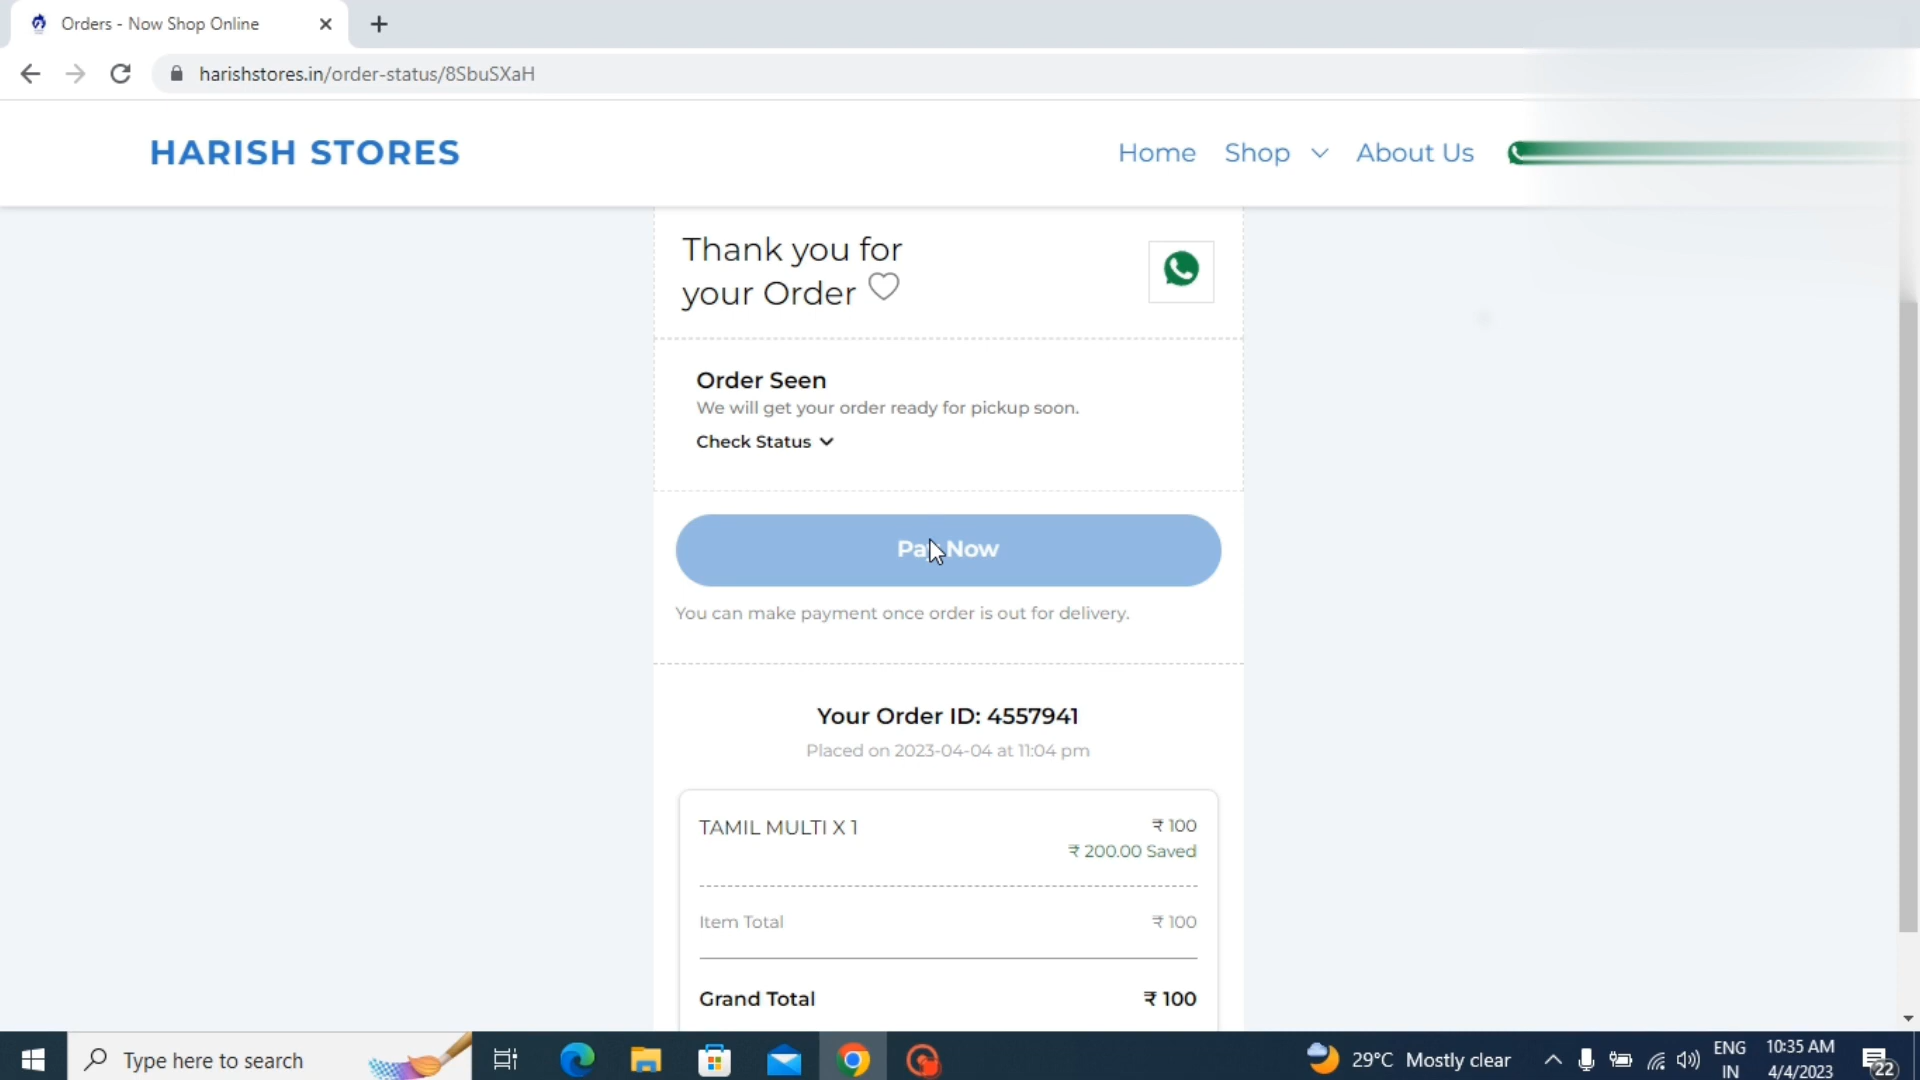 Orders - Now Shop Online
harishstores.in/order-status/8SbuSXaH
HARISH STORES
Home Shop About Us
Thank you for
your Order
Order Seen
We will get your order ready for pickup soon.
Check Status
Pay Now
You can make payment once order is out for delivery.
Your Order ID: 4557941
Placed on 2023-04-04 at 11:04 pm
TAMIL MULTI X 1 ₹ 100
₹ 200.00 Saved
Item Total ₹ 100
Grand Total ₹ 100
Type here to search
29°C Mostly clear
ENG
IN
10:35 AM
4/4/2023
22